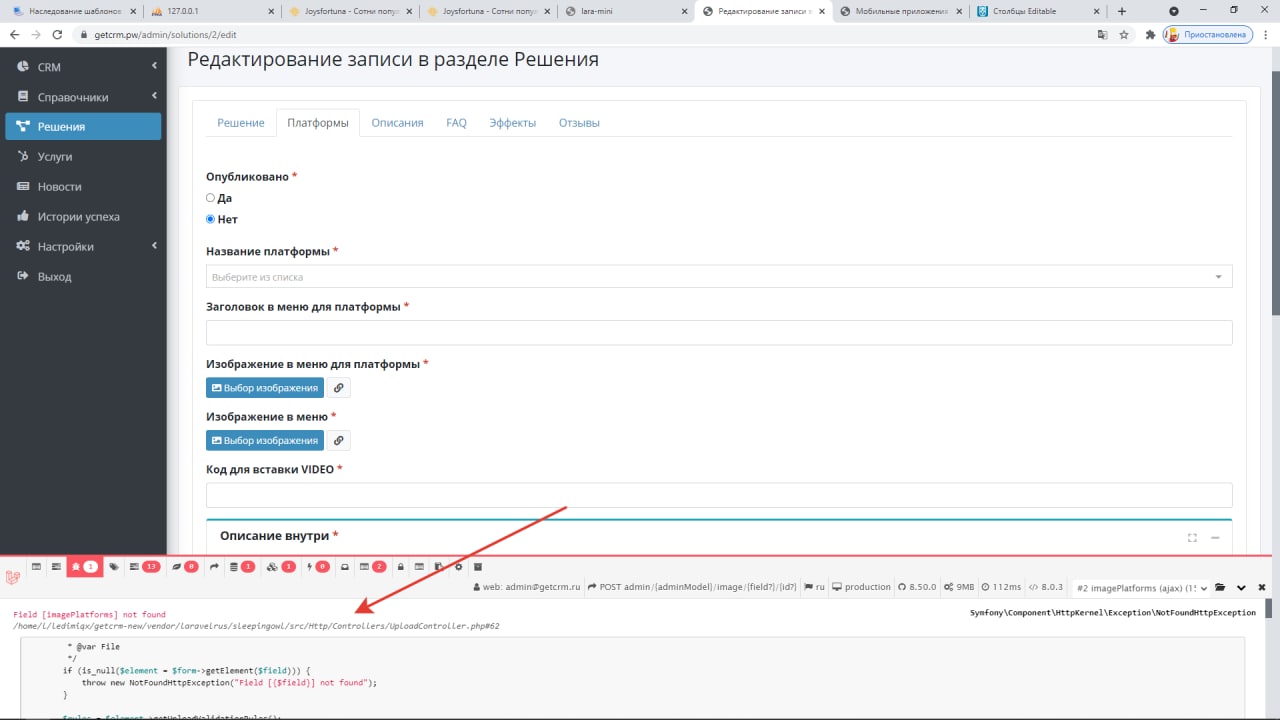 Наследование шаблонов
127.0.0.1
Joysfortuna - Сотни попул
Joysfortuna - Сотни попул
lara-mini
Редактирование записи в
Мобильные приложения
Столбцы Editable
getcrm.pw/admin/solutions/2/edit
Приостановлена
CRM
Справочники
Решения
Услуги
Новости
Истории успеха
Настройки
Выход
Редактирование записи в разделе Решения
Решение Платформы Описания FAQ Эффекты Отзывы
Опубликовано *
Да
Нет
Название платформы *
Выберите из списка
Заголовок в меню для платформы *
Изображение в меню для платформы *
Выбор изображения
Изображение в меню *
Выбор изображения
Код для вставки VIDEO *
Описание внутри *
1 13 0 1 1 0 2
web: admin@getcrm.ru POST admin/{adminModel}/image/{field?}/{id?} ru production 8.50.0 9MB 112ms 8.0.3 #2 imagePlatforms (ajax)
Field [imagePlatforms] not found Symfony\Component\HttpKernel\Exception\NotFoundHttpException
/home/l/ledimiqx/getcrm-new/vendor/laravelrus/sleepingowl/src/Http/Controllers/UploadController.php#62
* @var File
*/
if (is_null($element = $form->getElement($field))) {
throw new NotFoundHttpException("Field [{$field}] not found");
}
$rules = $element->getUploadValidationRules();